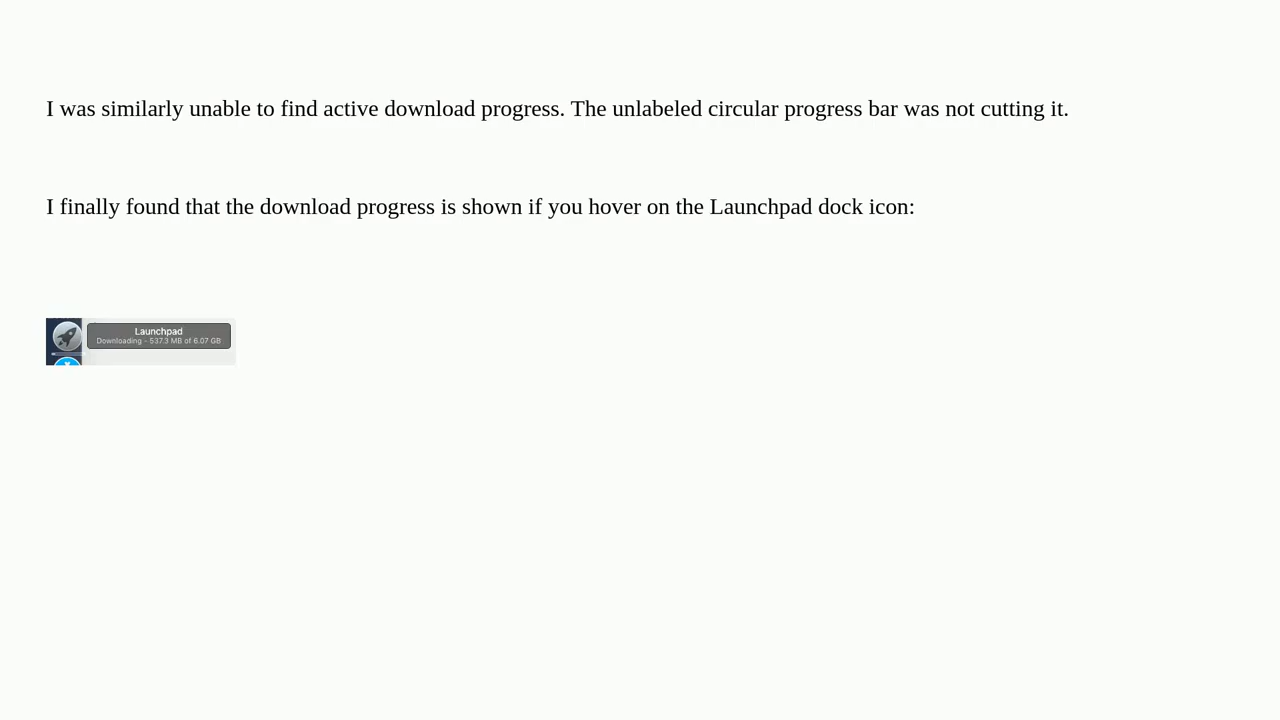 I was similarly unable to find active download progress. The unlabeled circular progress bar was not cutting it.
I finally found that the download progress is shown if you hover on the Launchpad dock icon:
Launchpad
Downloading - 537.3 MB of 6.07 GB